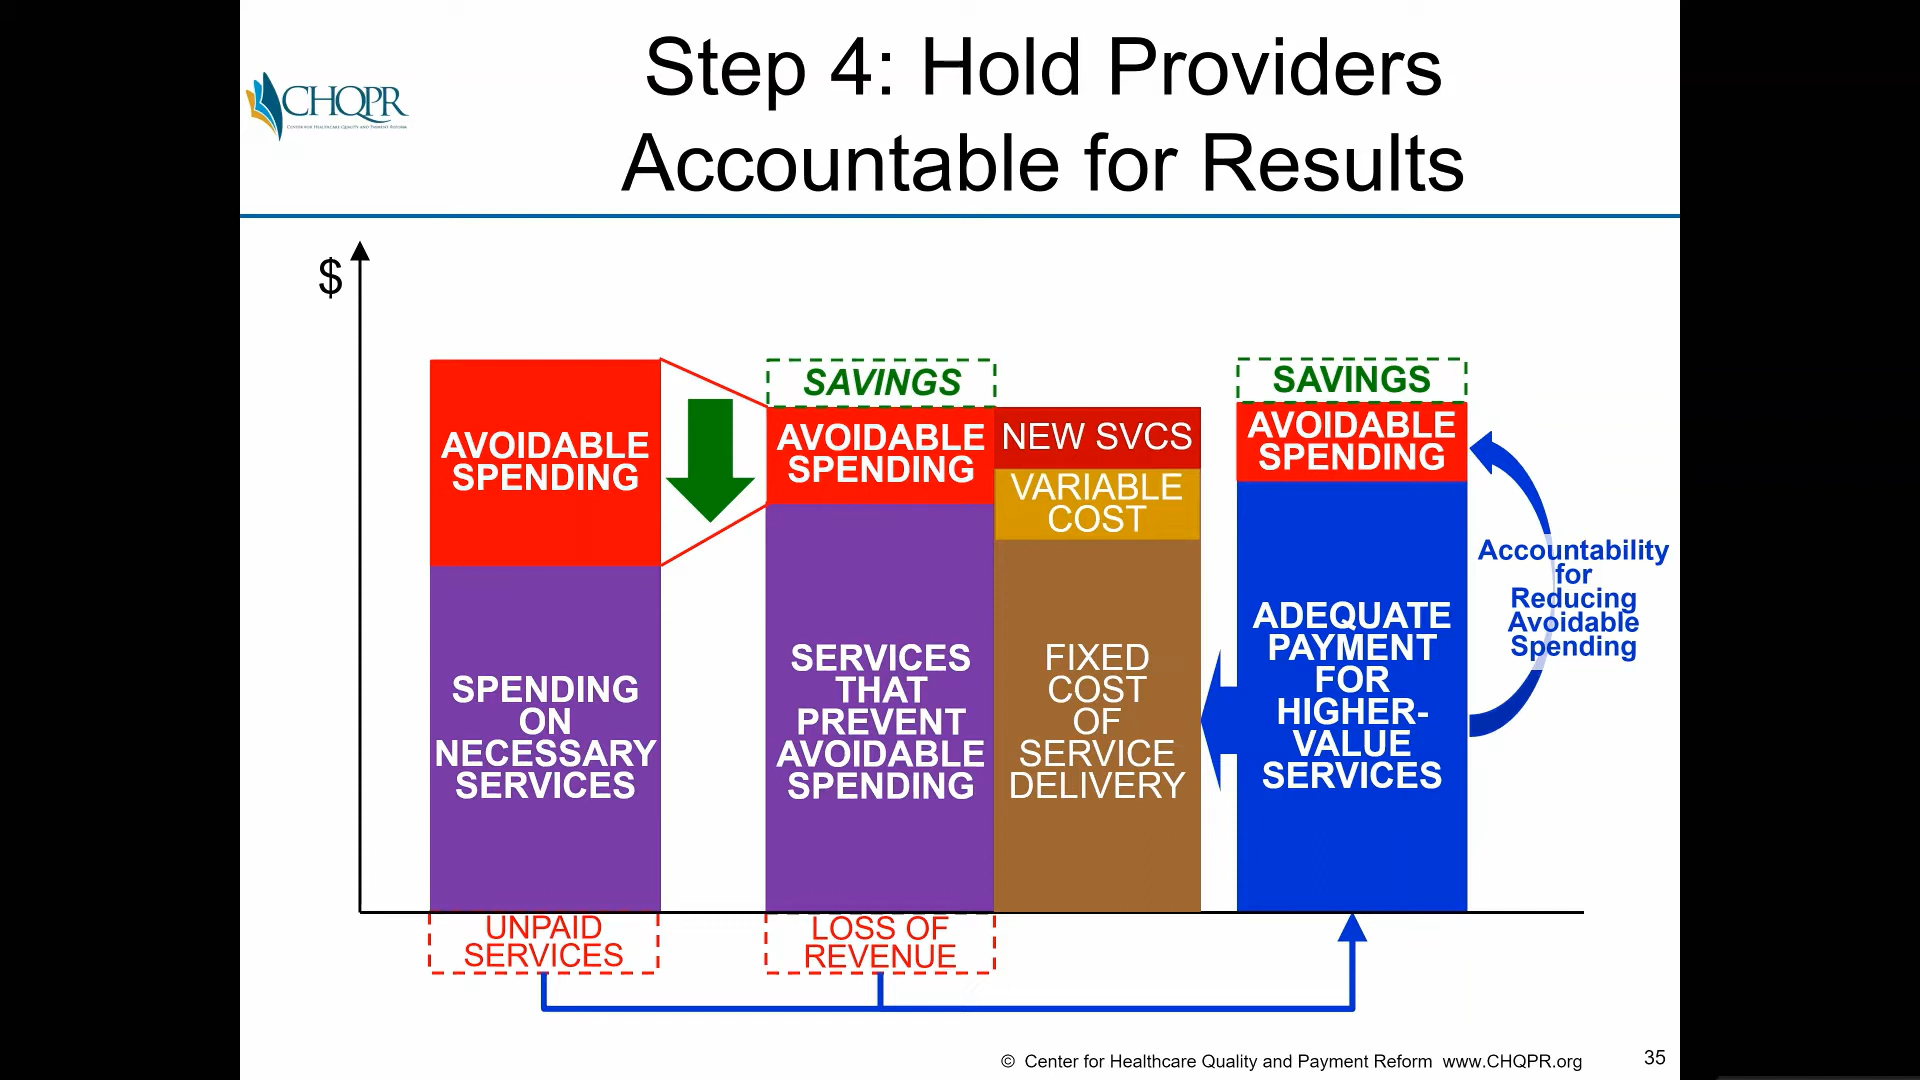 Step 4: Hold Providers
Accountable for Results
CHQPR
CENTER FOR HEALTHCARE QUALITY AND PAYMENT REFORM
$
AVOIDABLE
SPENDING
SPENDING
ON
NECESSARY
SERVICES
UNPAID
SERVICES
SAVINGS
AVOIDABLE
SPENDING
SERVICES
THAT
PREVENT
AVOIDABLE
SPENDING
LOSS OF
REVENUE
NEW SVCS
VARIABLE
COST
FIXED
COST
OF
SERVICE
DELIVERY
SAVINGS
AVOIDABLE
SPENDING
ADEQUATE
PAYMENT
FOR
HIGHER-
VALUE
SERVICES
Accountability
for
Reducing
Avoidable
Spending
© Center for Healthcare Quality and Payment Reform www.CHQPR.org
35